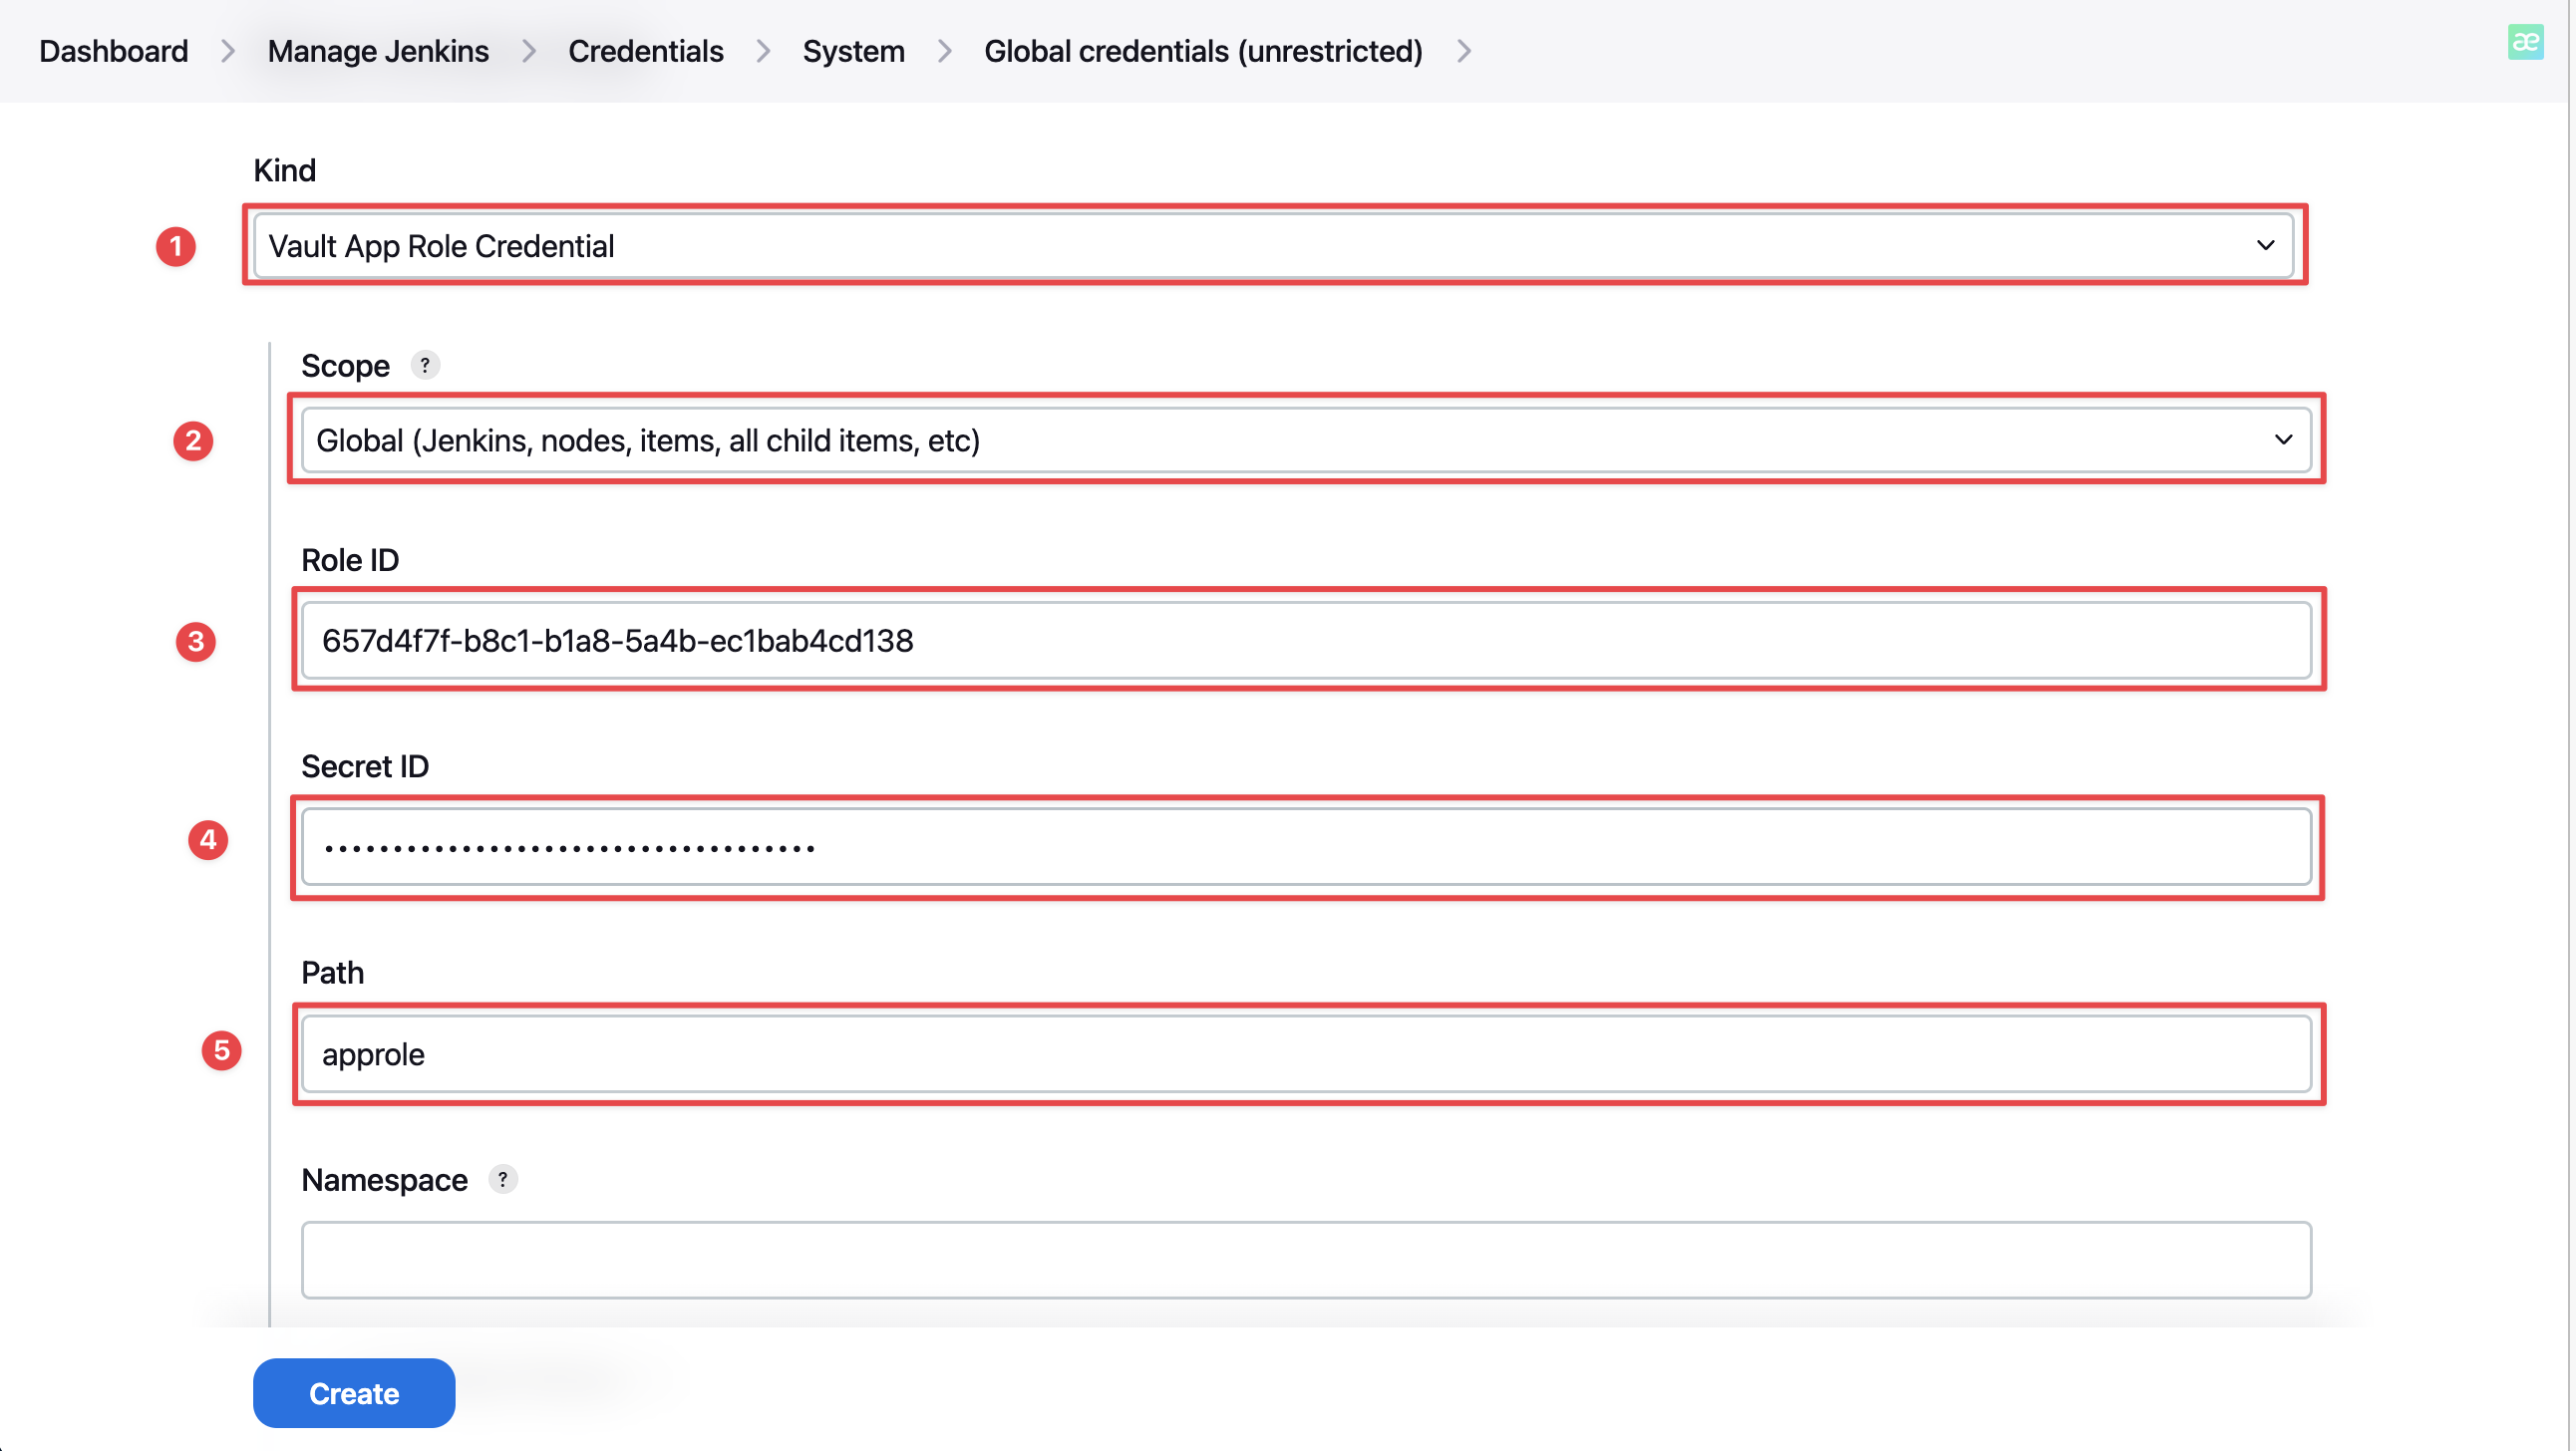 Dashboard > Manage Jenkins > Credentials > System > Global credentials (unrestricted) >
æ
Kind
1 Vault App Role Credential
Scope ?
2 Global (Jenkins, nodes, items, all child items, etc)
Role ID
3 657d4f7f-b8c1-b1a8-5a4b-ec1bab4cd138
Secret ID
4 ••••••••••••••••••••••••••••••••••••
Path
5 approle
Namespace ?
Create